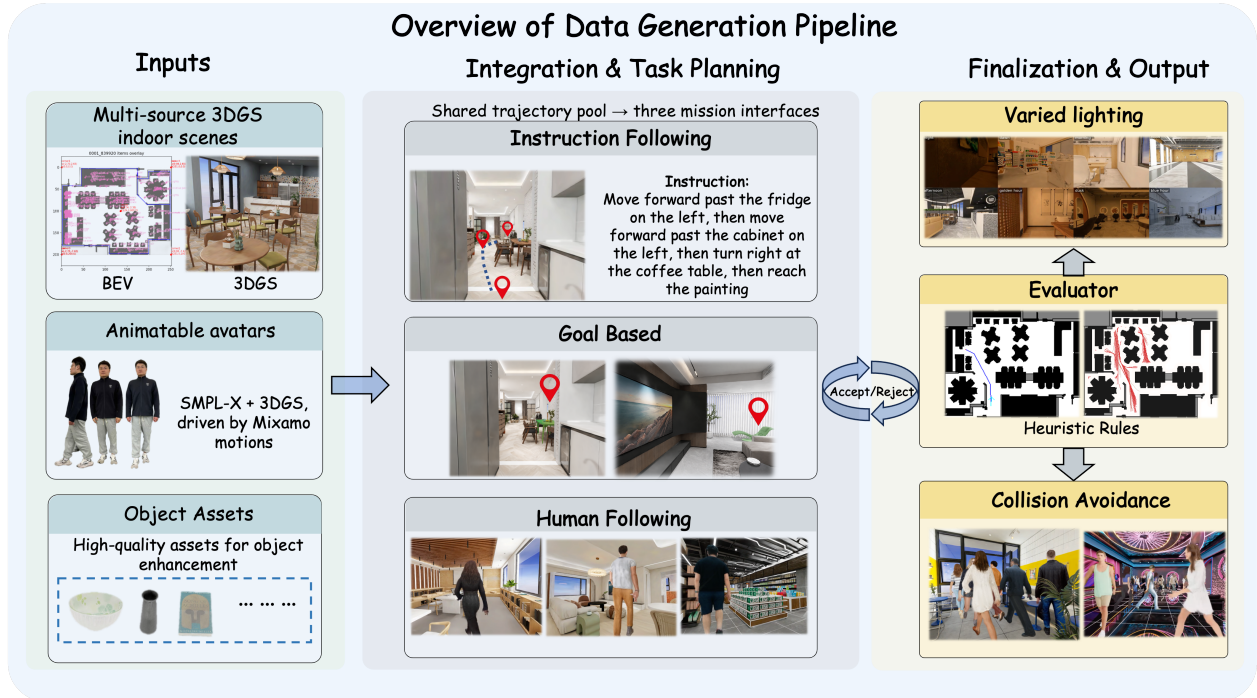 Overview of Data Generation Pipeline
Inputs
Multi-source 3DGS
indoor scenes
BEV
3DGS
Animatable avatars
SMPL-X + 3DGS,
driven by Mixamo
motions
Object Assets
High-quality assets for object
enhancement
... ... ...
Integration & Task Planning
Shared trajectory pool → three mission interfaces
Instruction Following
Instruction:
Move forward past the fridge
on the left, then move
forward past the cabinet on
the left, then turn right at
the coffee table, then reach
the painting
Goal Based
Human Following
Accept/Reject
Finalization & Output
Varied lighting
golden hour
blue hour
Evaluator
Heuristic Rules
Collision Avoidance